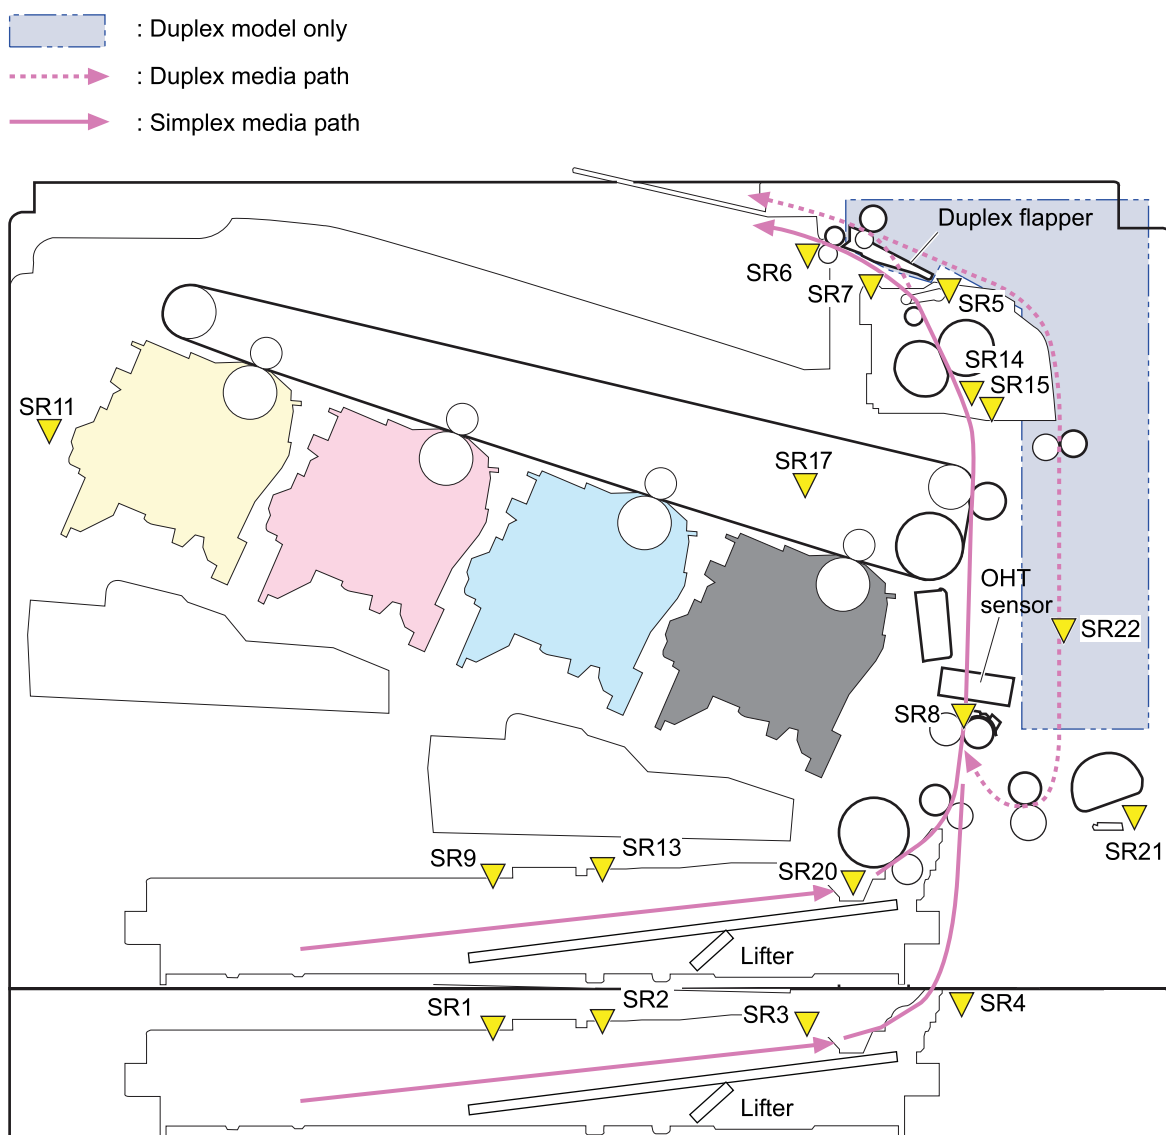 : Duplex model only
: Duplex media path
: Simplex media path
Duplex flapper
SR6
SR7
SR5
SR14
SR15
SR11
SR17
OHT
sensor
SR22
SR8
SR9
SR13
SR20
SR21
Lifter
SR1
SR2
SR3
SR4
Lifter